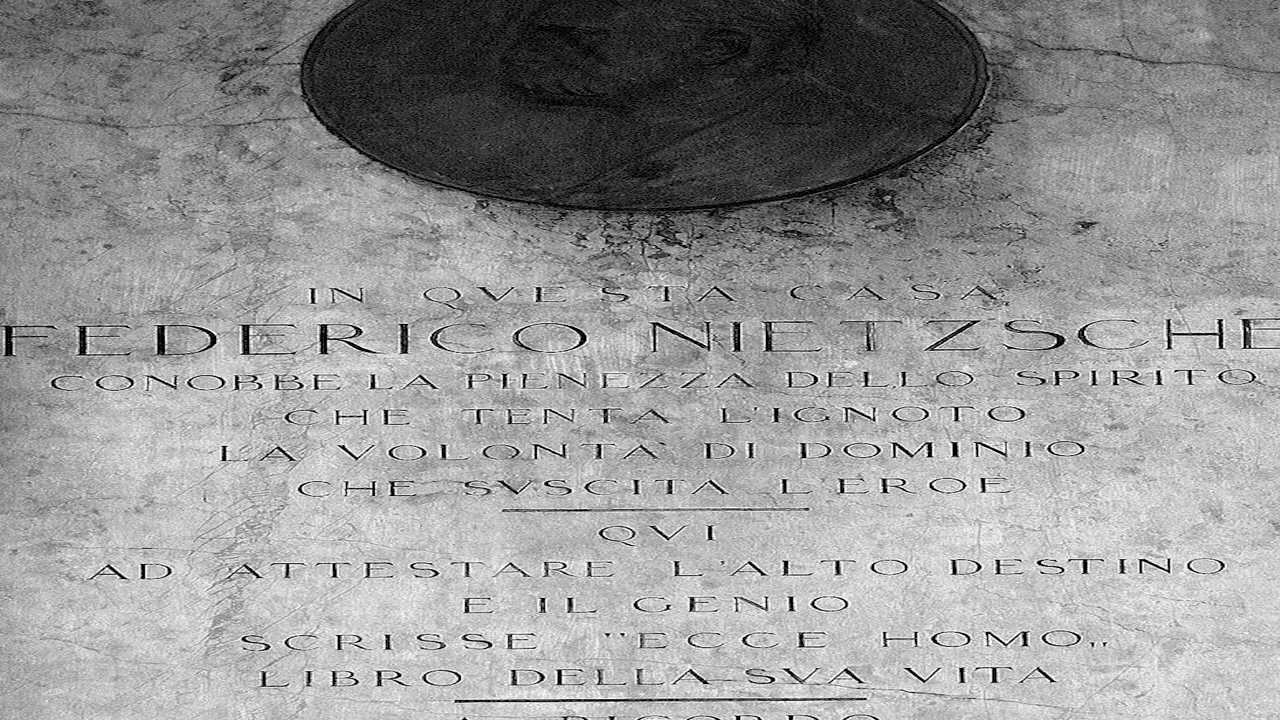 IN QVESTA CASA
FEDERICO NIETZSCHE
CONOBBE LA PIENEZZA DELLO SPIRITO
CHE TENTA L'IGNOTO
LA VOLONTA' DI DOMINIO
CHE SVSCITA L'EROE
QVI
AD ATTESTARE L'ALTO DESTINO
E IL GENIO
SCRISSE "ECCE HOMO„
LIBRO DELLA SVA VITA
A RICORDO